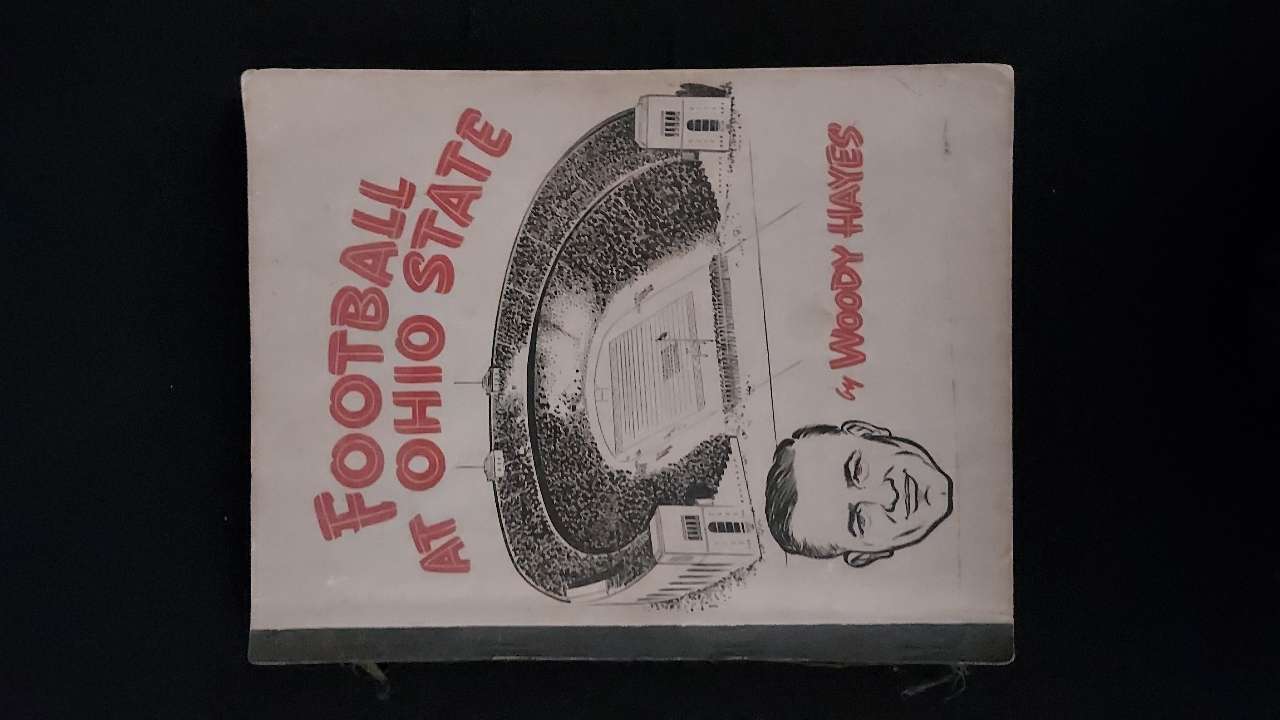 FOOTBALL
AT OHIO STATE
by WOODY HAYES